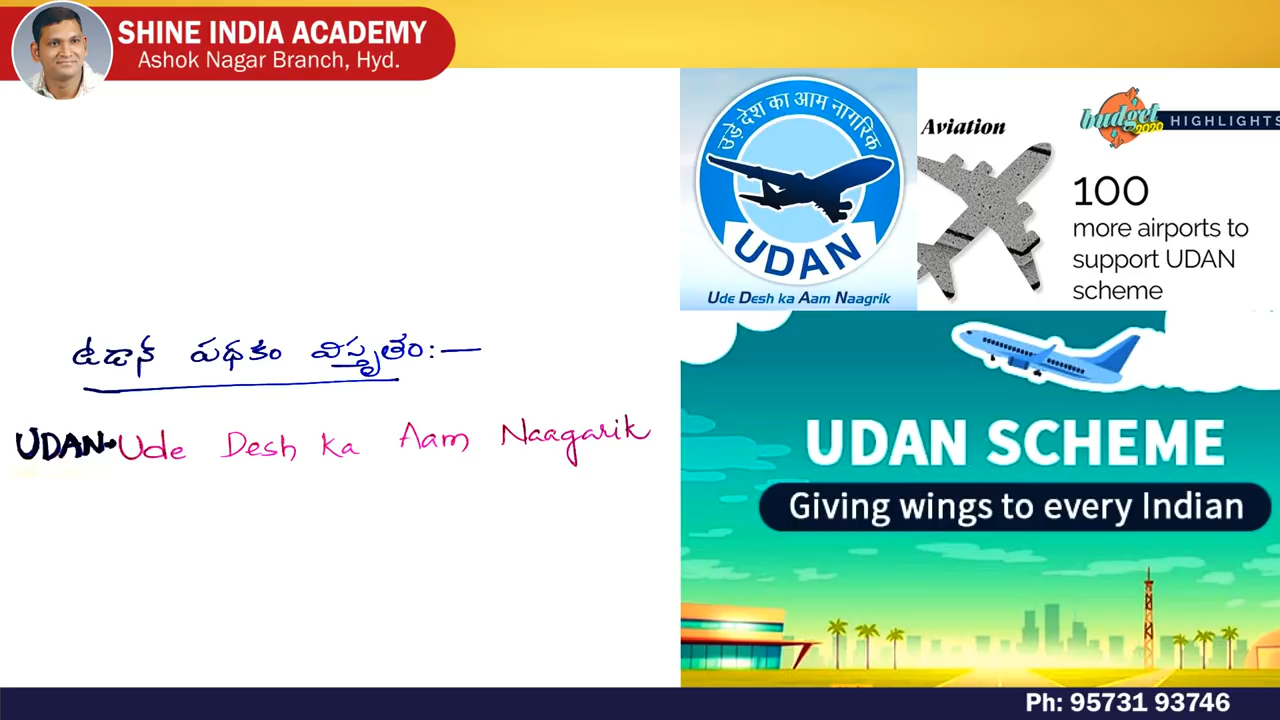 SHINE INDIA ACADEMY
Ashok Nagar Branch, Hyd.
ఉడాన్ పథకం విస్తృతం:—
UDAN - Ude Desh ka Aam Naagarik
उड़े देश का आम नागरिक
UDAN
Ude Desh ka Aam Naagrik
Aviation
budget
2020
HIGHLIGHTS
100
more airports to
support UDAN
scheme
UDAN SCHEME
Giving wings to every Indian
Ph: 95731 93746